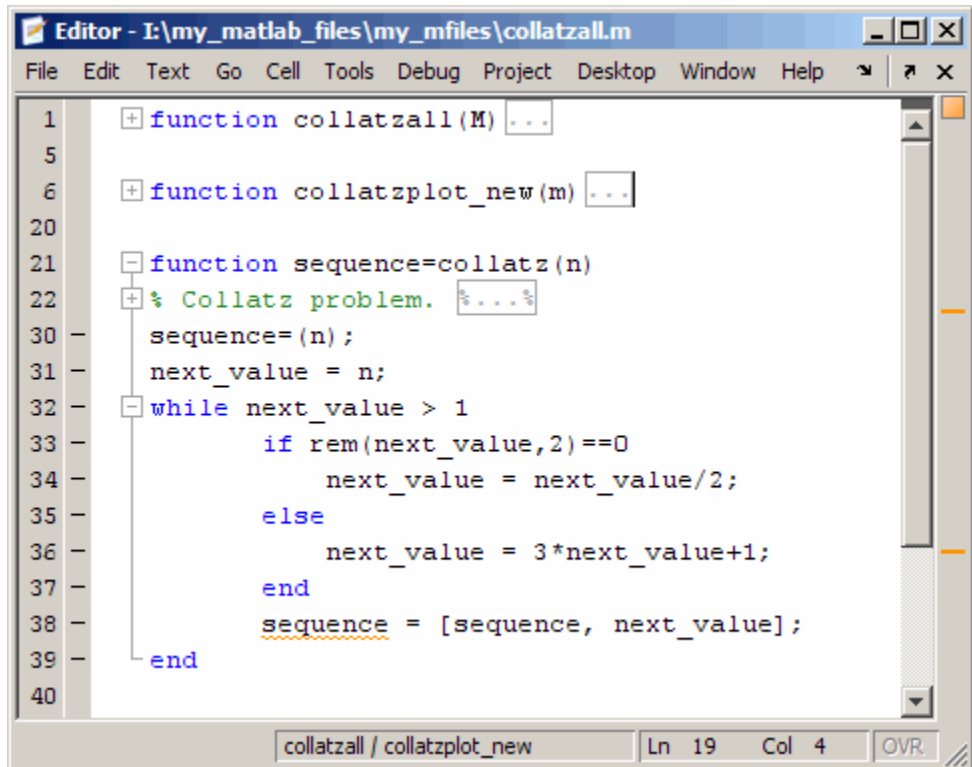 Editor - I:\my_matlab_files\my_mfiles\collatzall.m
File Edit Text Go Cell Tools Debug Project Desktop Window Help
1 function collatzall(M) ...
5
6 function collatzplot_new(m) ...
20
21 function sequence=collatz(n)
22 % Collatz problem. %...%
30 - sequence=(n);
31 - next_value = n;
32 - while next_value > 1
33 - if rem(next_value,2)==0
34 - next_value = next_value/2;
35 - else
36 - next_value = 3*next_value+1;
37 - end
38 - sequence = [sequence, next_value];
39 - end
40
collatzall / collatzplot_new Ln 19 Col 4 OVR